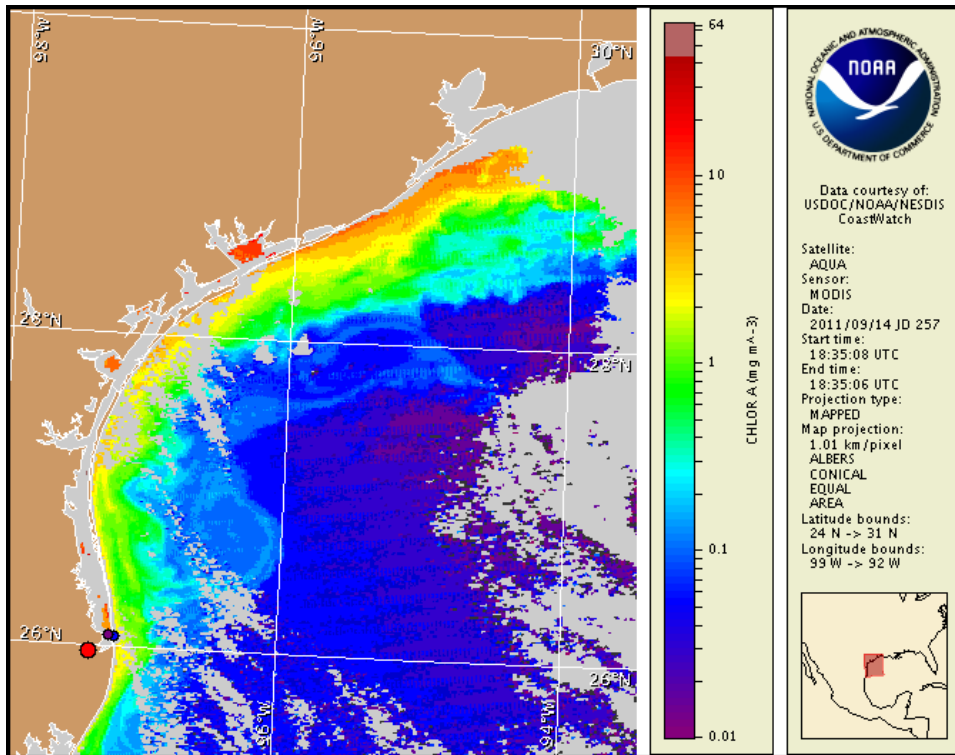 98°W
96°W
30°N
28°N
28°N
26°N
26°N
96°W
94°W
64
10
1
0.1
0.01
CHLOR A (mg m^-3)
NATIONAL OCEANIC AND ATMOSPHERIC ADMINISTRATION
NOAA
U.S. DEPARTMENT OF COMMERCE
Data courtesy of:
USDOC/NOAA/NESDIS
CoastWatch
Satellite:
AQUA
Sensor:
MODIS
Date:
2011/09/14 JD 257
Start time:
18:35:08 UTC
End time:
18:35:06 UTC
Projection type:
MAPPED
Map projection:
1.01 km/pixel
ALBERS
CONICAL
EQUAL
AREA
Latitude bounds:
24 N -> 31 N
Longitude bounds:
99 W -> 92 W